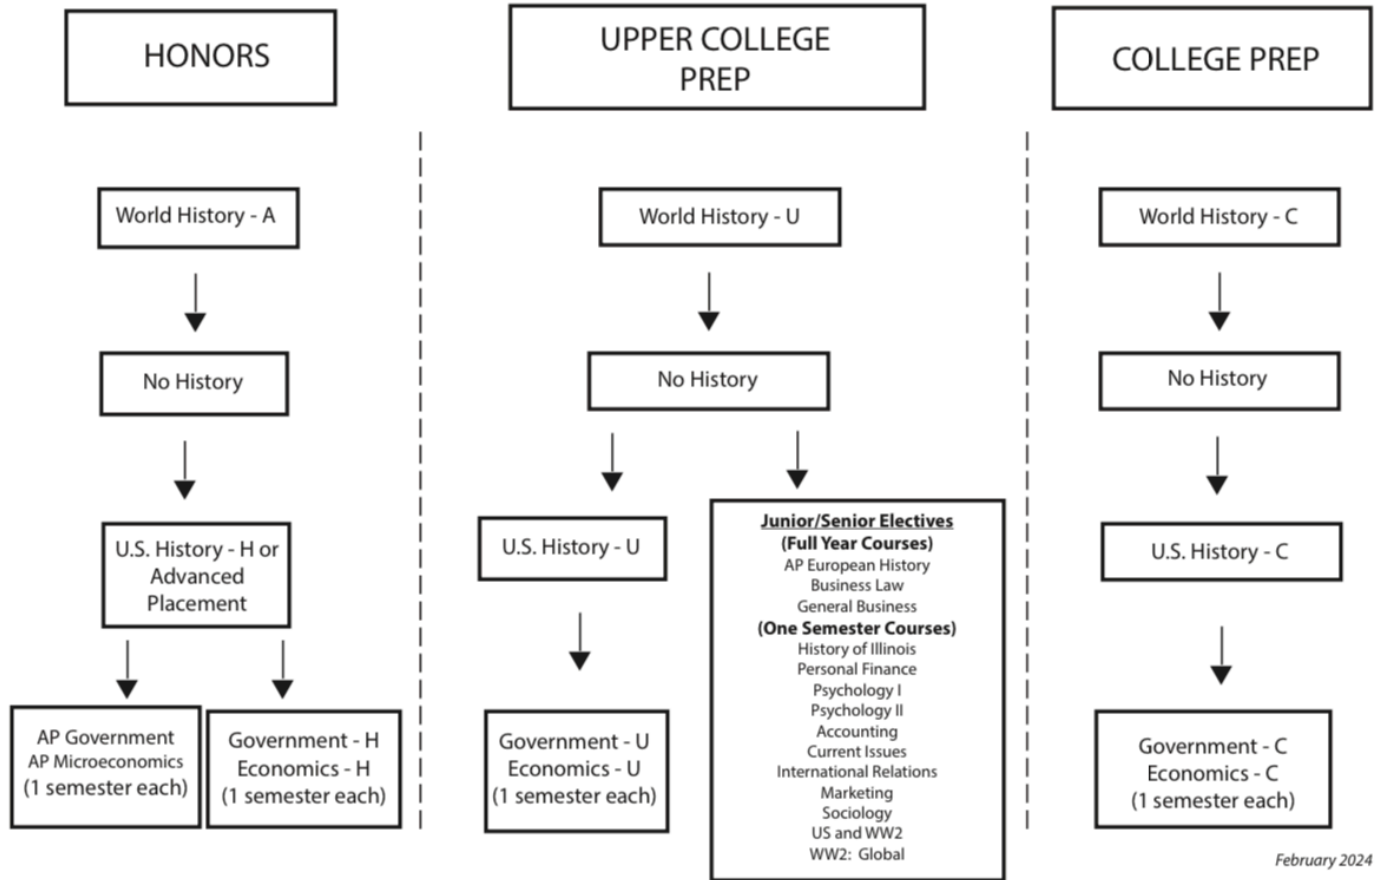 HONORS
UPPER COLLEGE
PREP
COLLEGE PREP
World History - A
World History - U
World History - C
No History
No History
No History
U.S. History - H or
Advanced
Placement
U.S. History - U
Junior/Senior Electives
(Full Year Courses)
AP European History
Business Law
General Business
(One Semester Courses)
History of Illinois
Personal Finance
Psychology I
Psychology II
Accounting
Current Issues
International Relations
Marketing
Sociology
US and WW2
WW2: Global
U.S. History - C
AP Government
AP Microeconomics
(1 semester each)
Government - H
Economics - H
(1 semester each)
Government - U
Economics - U
(1 semester each)
Government - C
Economics - C
(1 semester each)
February 2024